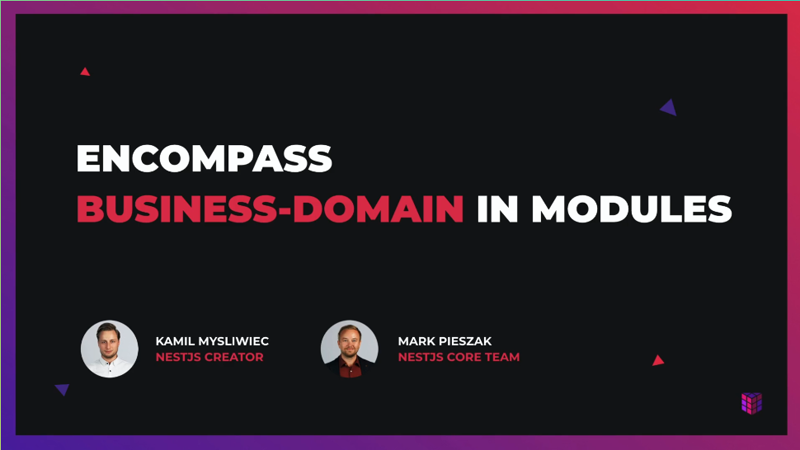 ENCOMPASS
BUSINESS-DOMAIN IN MODULES
KAMIL MYSLIWIEC
NESTJS CREATOR
MARK PIESZAK
NESTJS CORE TEAM